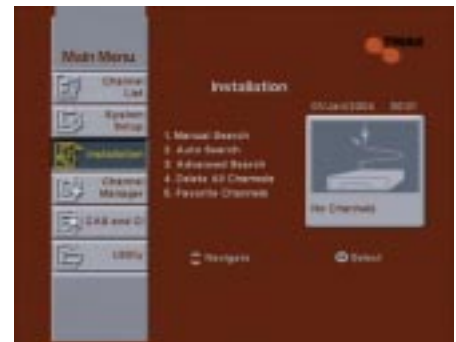 Main Menu
Channel
List
System
Setup
Installation
Channel
Manager
CAS and CI
Utility
Installation
1. Manual Search
2. Auto Search
3. Advanced Search
4. Delete All Channels
5. Favorite Channels
No Channels
Navigate
Select